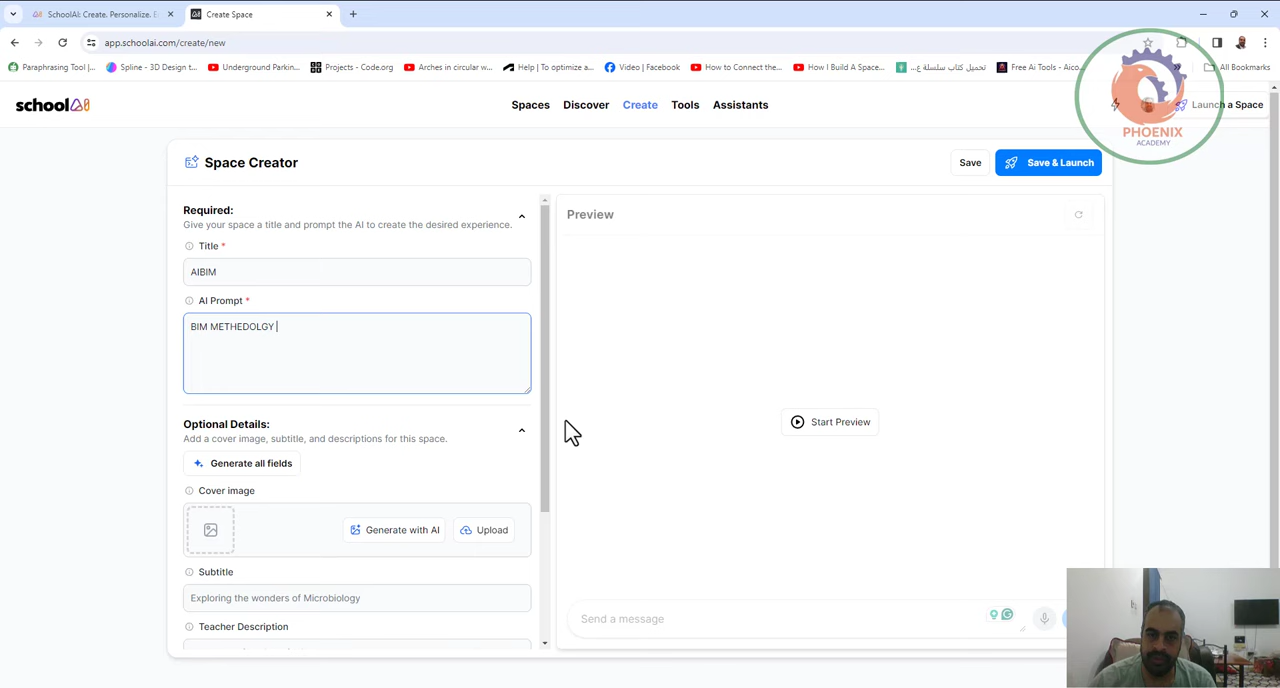 SchoolAI: Create. Personalize. E
Create Space
app.schoolai.com/create/new
Paraphrasing Tool |...
Spline - 3D Design t...
Underground Parkin...
Projects - Code.org
Arches tutorial for w...
Help | To optimize a...
Video | Facebook
How to Connect the...
How I Build A Space...
تحميل كتاب سلسلة ع...
Free Ai Tools - Aico...
All Bookmarks
schoolAI
Spaces
Discover
Create
Tools
Assistants
Launch a Space
PHOENIX
ACADEMY
Space Creator
Save
Save & Launch
Required:
Give your space a title and prompt the AI to create the desired experience.
Title *
AIBIM
AI Prompt *
BIM METHEDOLGY
Optional Details:
Add a cover image, subtitle, and descriptions for this space.
Generate all fields
Cover image
Generate with AI
Upload
Subtitle
Exploring the wonders of Microbiology
Teacher Description
Preview
Start Preview
Send a message